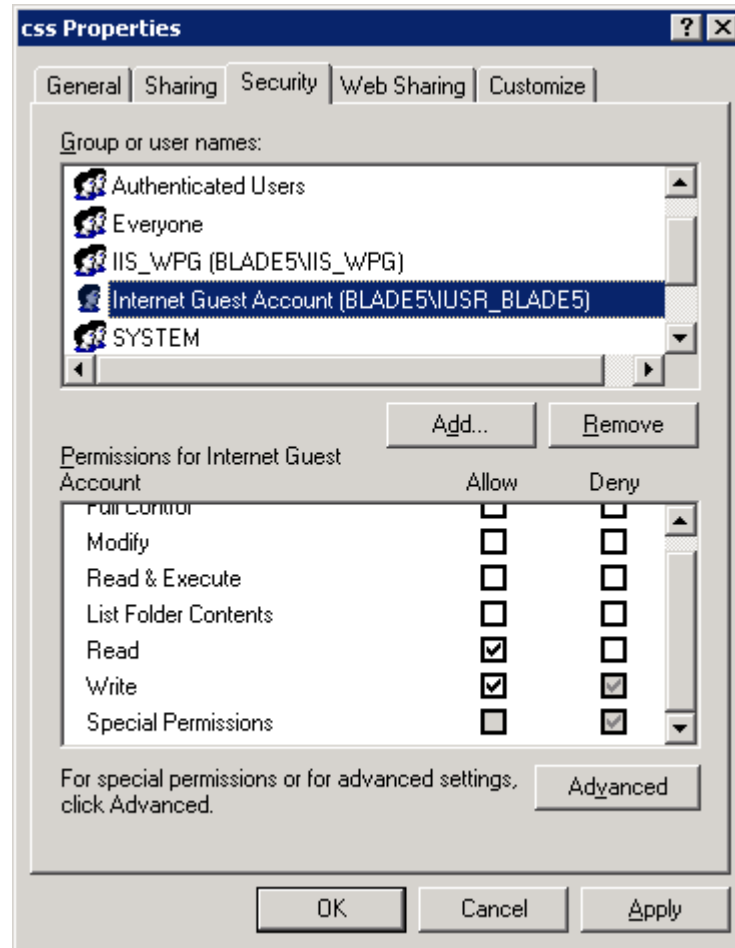 css Properties
General Sharing Security Web Sharing Customize
Group or user names:
Authenticated Users
Everyone
IIS_WPG (BLADE5\IIS_WPG)
Internet Guest Account (BLADE5\IUSR_BLADE5)
SYSTEM
Add... Remove
Permissions for Internet Guest
Account Allow Deny
Full Control
Modify
Read & Execute
List Folder Contents
Read
Write
Special Permissions
For special permissions or for advanced settings,
click Advanced.
Advanced
OK Cancel Apply